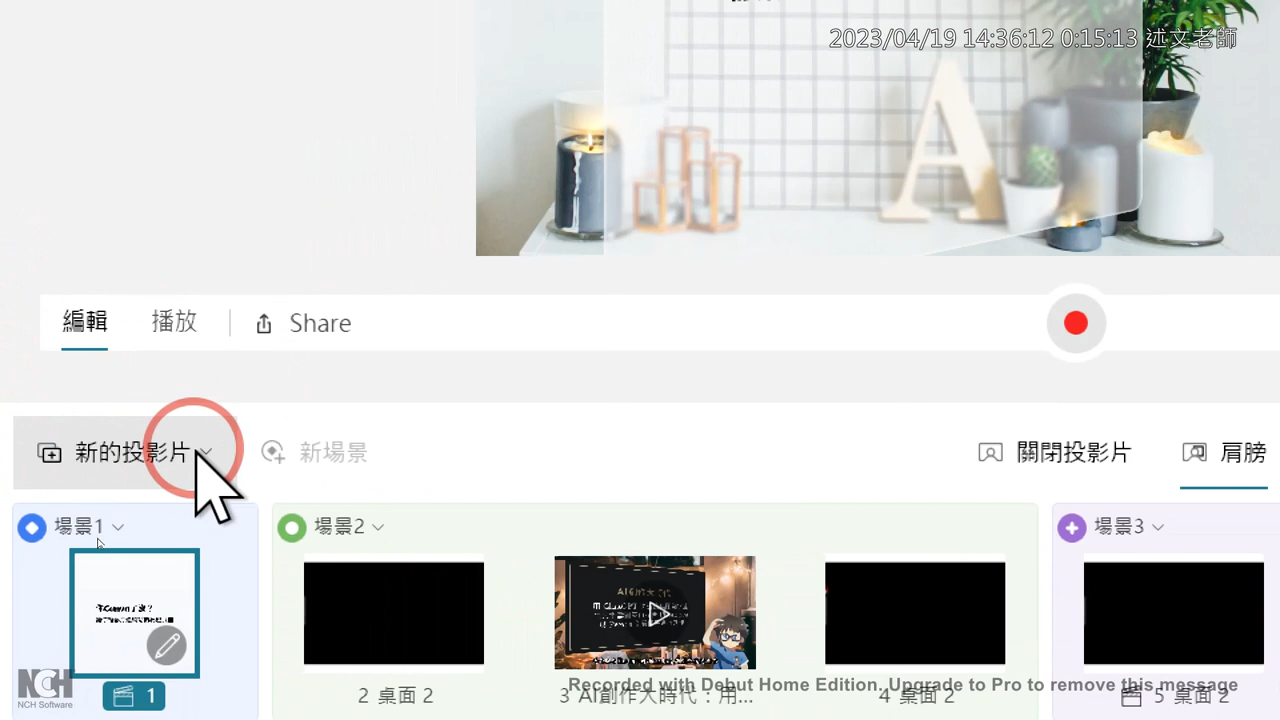 2023/04/19 14:36:12 0:15:13 述文老師
A
編輯 播放 Share
新的投影片 新場景 關閉投影片 肩膀
場景1 場景2 場景3
AI創作大時代：用...
1 2 桌面 2 3 4 桌面 2 5 桌面 2
Recorded with Debut Home Edition. Upgrade to Pro to remove this message
NCH
NCH Software